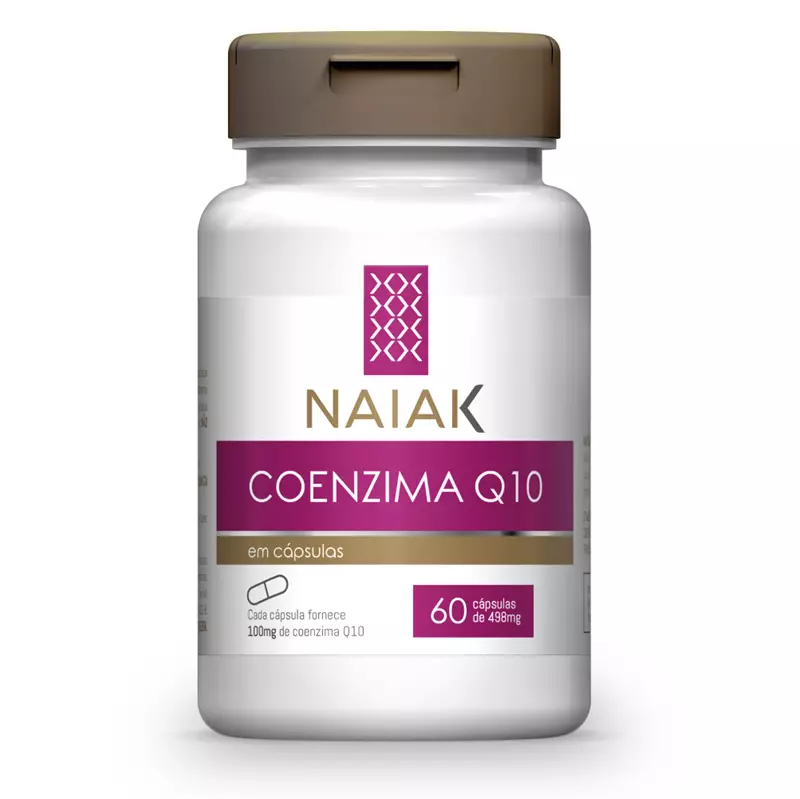 NAIAK
COENZIMA Q10
em cápsulas
Cada cápsula fornece
100mg de coenzima Q10
60 cápsulas
de 498mg